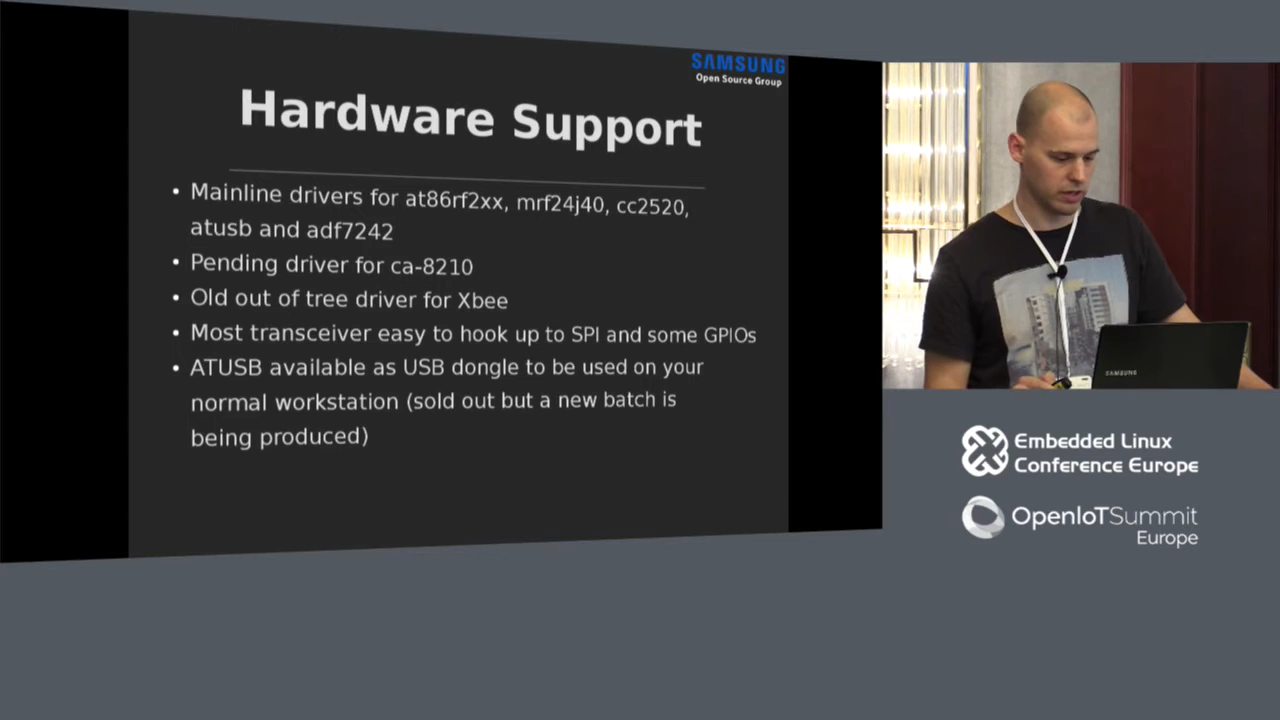 SAMSUNG
Open Source Group
Hardware Support
• Mainline drivers for at86rf2xx, mrf24j40, cc2520,
atusb and adf7242
• Pending driver for ca-8210
• Old out of tree driver for Xbee
• Most transceiver easy to hook up to SPI and some GPIOs
• ATUSB available as USB dongle to be used on your
normal workstation (sold out but a new batch is
being produced)
SAMSUNG
Embedded Linux
Conference Europe
OpenIoTSummit
Europe